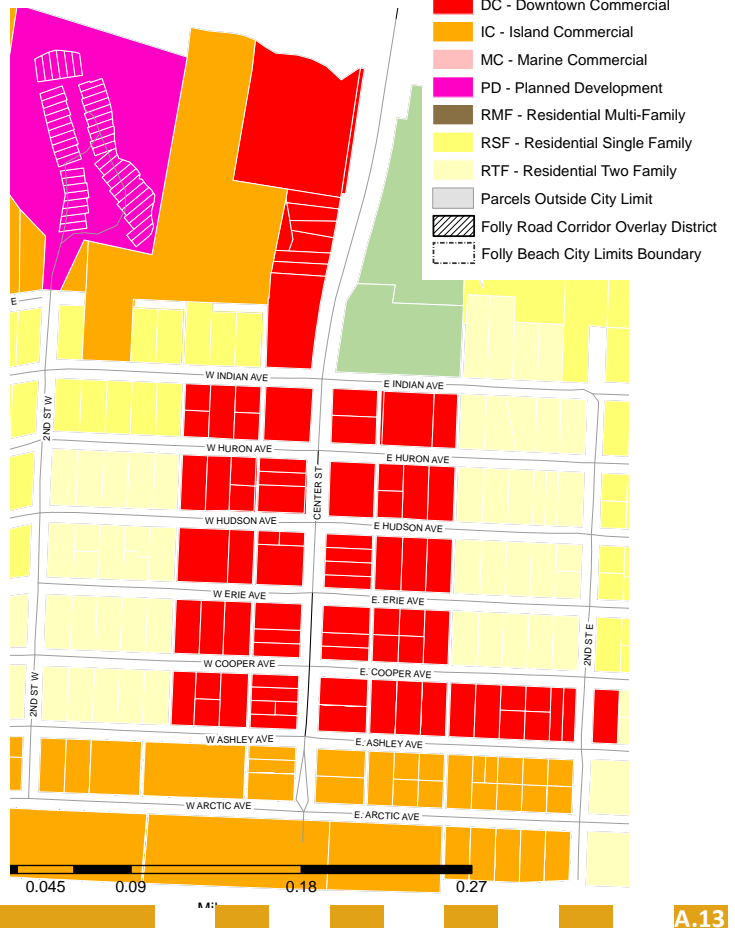 DC - Downtown Commercial
IC - Island Commercial
MC - Marine Commercial
PD - Planned Development
RMF - Residential Multi-Family
RSF - Residential Single Family
RTF - Residential Two Family
Parcels Outside City Limit
Folly Road Corridor Overlay District
Folly Beach City Limits Boundary
E
W INDIAN AVE
E INDIAN AVE
2ND ST W
W HURON AVE
E HURON AVE
CENTER ST
W HUDSON AVE
E HUDSON AVE
W ERIE AVE
E. ERIE AVE
2ND ST E
W COOPER AVE
E. COOPER AVE
2ND ST W
W ASHLEY AVE
E. ASHLEY AVE
W ARCTIC AVE
E. ARCTIC AVE
0.045 0.09 0.18 0.27
A.13